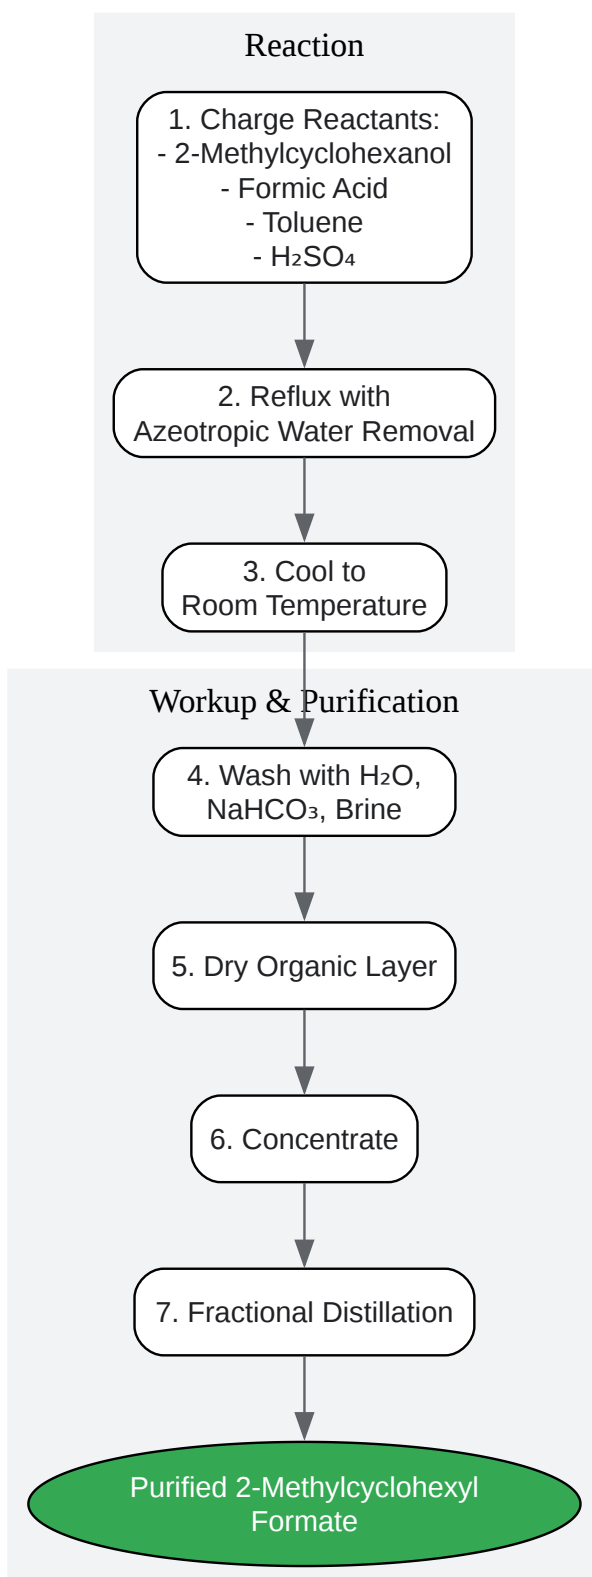 Reaction
1. Charge Reactants:
- 2-Methylcyclohexanol
- Formic Acid
- Toluene
- H₂SO₄
2. Reflux with
Azeotropic Water Removal
3. Cool to
Room Temperature
Workup & Purification
4. Wash with H₂O,
NaHCO₃, Brine
5. Dry Organic Layer
6. Concentrate
7. Fractional Distillation
Purified 2-Methylcyclohexyl
Formate